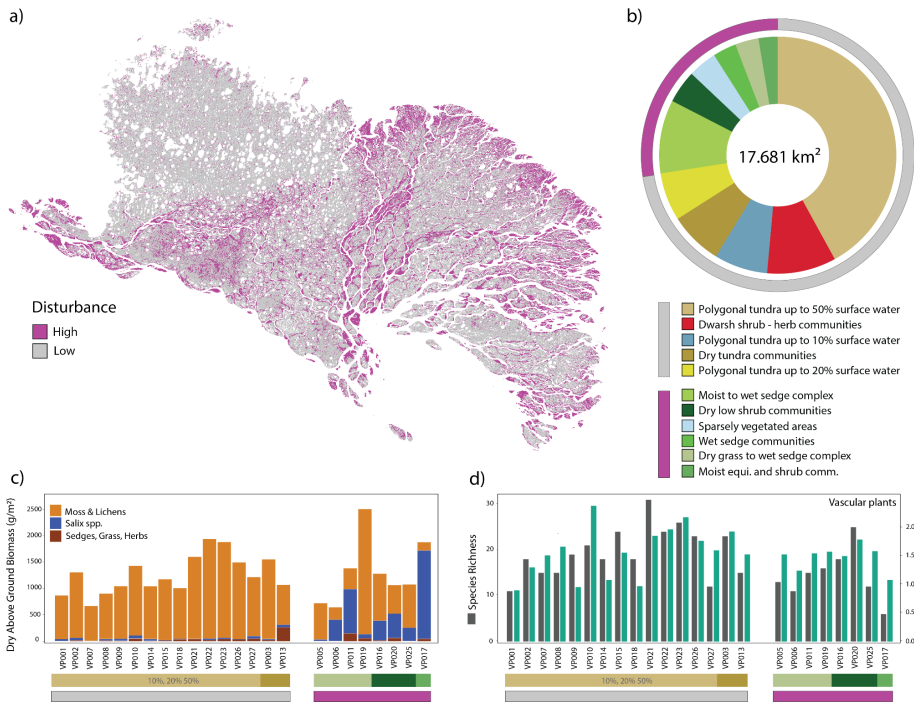 a)
b)
17.681 km²
Disturbance
High
Low
Polygonal tundra up to 50% surface water
Dwarsh shrub - herb communities
Polygonal tundra up to 10% surface water
Dry tundra communities
Polygonal tundra up to 20% surface water
Moist to wet sedge complex
Dry low shrub communities
Sparsely vegetated areas
Wet sedge communities
Dry grass to wet sedge complex
Moist equi. and shrub comm.
c)
Dry Above Ground Biomass (g/m²)
2500
2000
1500
1000
500
0
Moss & Lichens
Salix spp.
Sedges, Grass, Herbs
VP001 VP002 VP007 VP008 VP009 VP010 VP014 VP015 VP018 VP021 VP022 VP023 VP026 VP027 VP003 VP013 VP005 VP006 VP011 VP019 VP016 VP020 VP025 VP017
10%, 20% 50%
d)
Species Richness
30
20
10
0
Vascular plants
2.0
1.5
1.0
0.5
0.0
VP001 VP002 VP007 VP008 VP009 VP010 VP014 VP015 VP018 VP021 VP022 VP023 VP026 VP027 VP003 VP013 VP005 VP006 VP011 VP019 VP016 VP020 VP025 VP017
10%, 20% 50%